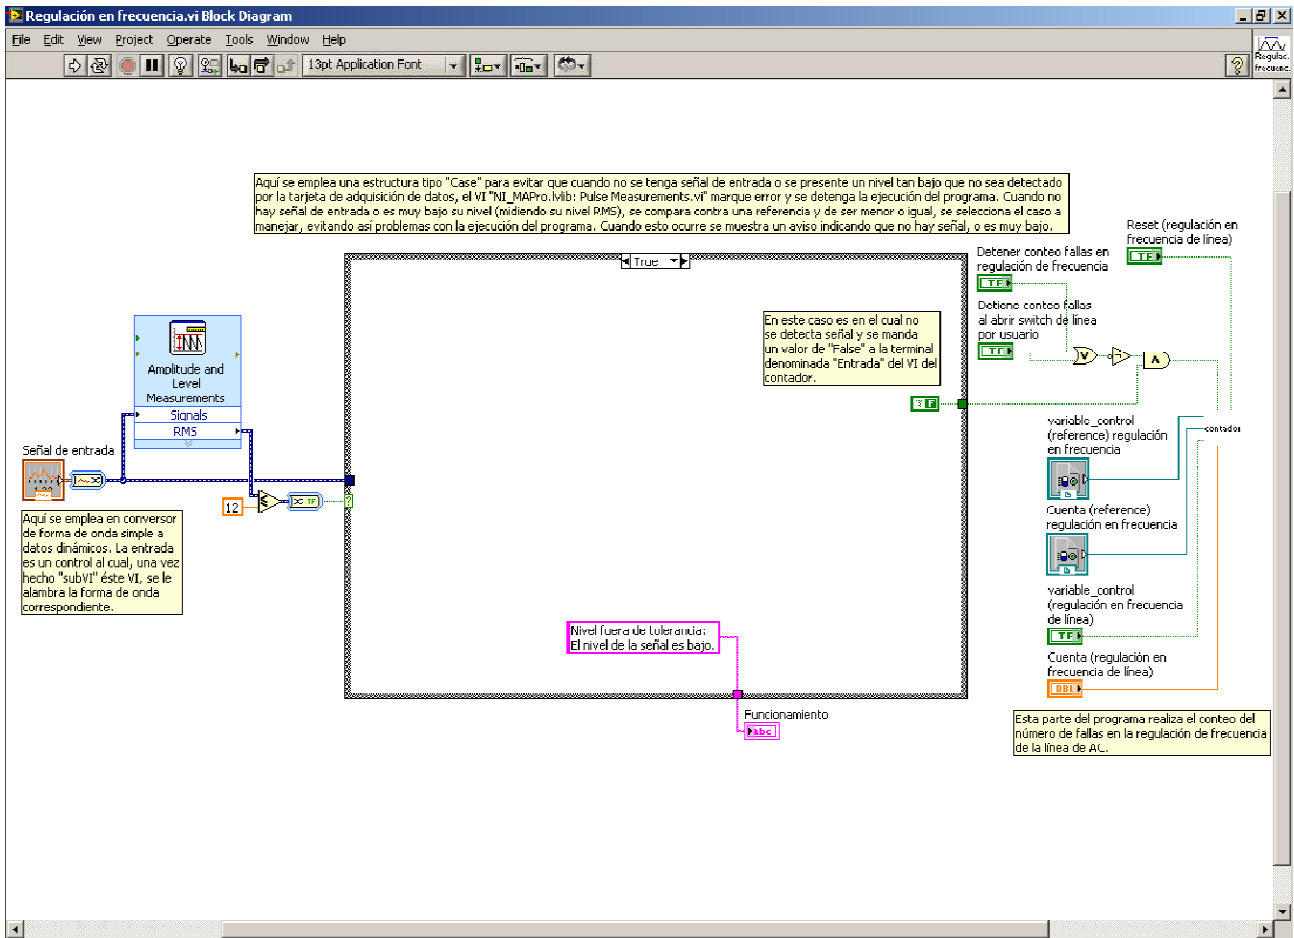 Regulación en frecuencia.vi Block Diagram
File Edit View Project Operate Tools Window Help
13pt Application Font
Regulac.
frecuenc.
Aquí se emplea una estructura tipo "Case" para evitar que cuando no se tenga señal de entrada o se presente un nivel tan bajo que no sea detectado
por la tarjeta de adquisición de datos, el VI "NI_MAPro.lvlib: Pulse Measurements.vi" marque error y se detenga la ejecución del programa. Cuando no
hay señal de entrada o es muy bajo su nivel (midiendo su nivel RMS), se compara contra una referencia y de ser menor o igual, se selecciona el caso a
manejar, evitando así problemas con la ejecución del programa. Cuando esto ocurre se muestra un aviso indicando que no hay señal, o es muy bajo.
True
Reset (regulación en
frecuencia de línea)
TF
Detener conteo fallas en
regulación de frecuencia
TF
Detiene conteo fallas
al abrir switch de línea
por usuario
TF
V
A
En este caso es en el cual no
se detecta señal y se manda
un valor de "False" a la terminal
denominada "Entrada" del VI del
contador.
F
Amplitude and
Level
Measurements
Signals
RMS
Señal de entrada
12
TF
?
Aquí se emplea en conversor
de forma de onda simple a
datos dinámicos. La entrada
es un control al cual, una vez
hecho "subVI" éste VI, se le
alambra la forma de onda
correspondiente.
variable_control
(reference) regulación
en frecuencia
contador
Cuenta (reference)
regulación en frecuencia
variable_control
(regulación en frecuencia
de línea)
TF
Cuenta (regulación en
frecuencia de línea)
DBL
Nivel fuera de tolerancia:
El nivel de la señal es bajo.
Funcionamiento
abc
Esta parte del programa realiza el conteo del
número de fallas en la regulación de frecuencia
de la línea de AC.